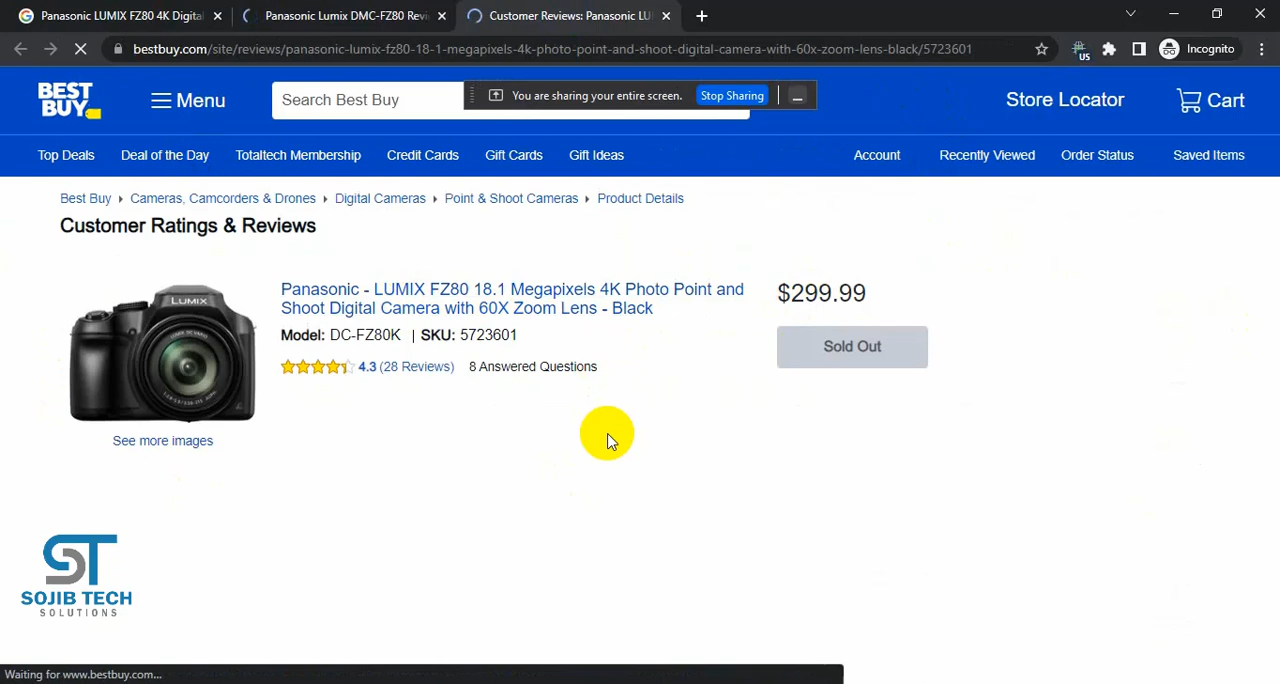 Panasonic LUMIX FZ80 4K Digital
Panasonic Lumix DMC-FZ80 Revi
Customer Reviews: Panasonic LU
bestbuy.com/site/reviews/panasonic-lumix-fz80-18-1-megapixels-4k-photo-point-and-shoot-digital-camera-with-60x-zoom-lens-black/5723601
US
Incognito
BEST
BUY
Menu
Search Best Buy
You are sharing your entire screen.
Stop Sharing
Store Locator
Cart
Top Deals
Deal of the Day
Totaltech Membership
Credit Cards
Gift Cards
Gift Ideas
Account
Recently Viewed
Order Status
Saved Items
Best Buy
Cameras, Camcorders & Drones
Digital Cameras
Point & Shoot Cameras
Product Details
Customer Ratings & Reviews
LUMIX
Panasonic - LUMIX FZ80 18.1 Megapixels 4K Photo Point and
Shoot Digital Camera with 60X Zoom Lens - Black
Model: DC-FZ80K | SKU: 5723601
4.3 (28 Reviews) 8 Answered Questions
$299.99
Sold Out
See more images
ST
SOJIB TECH
SOLUTIONS
Waiting for www.bestbuy.com...